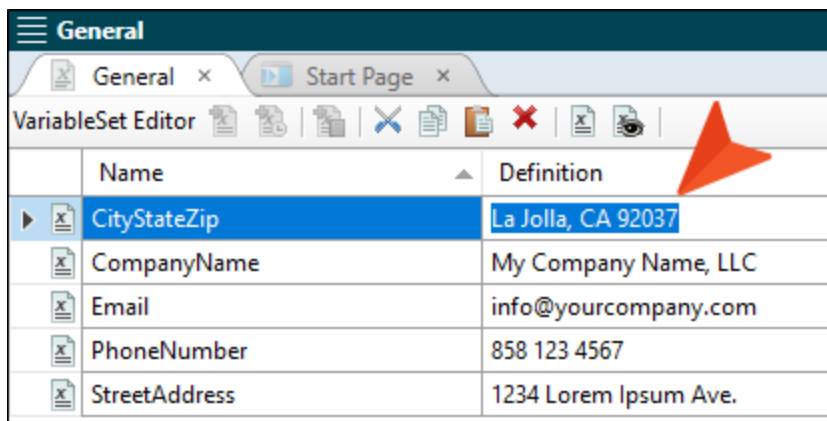 General
General × Start Page ×
VariableSet Editor
Name Definition
CityStateZip La Jolla, CA 92037
CompanyName My Company Name, LLC
Email info@yourcompany.com
PhoneNumber 858 123 4567
StreetAddress 1234 Lorem Ipsum Ave.